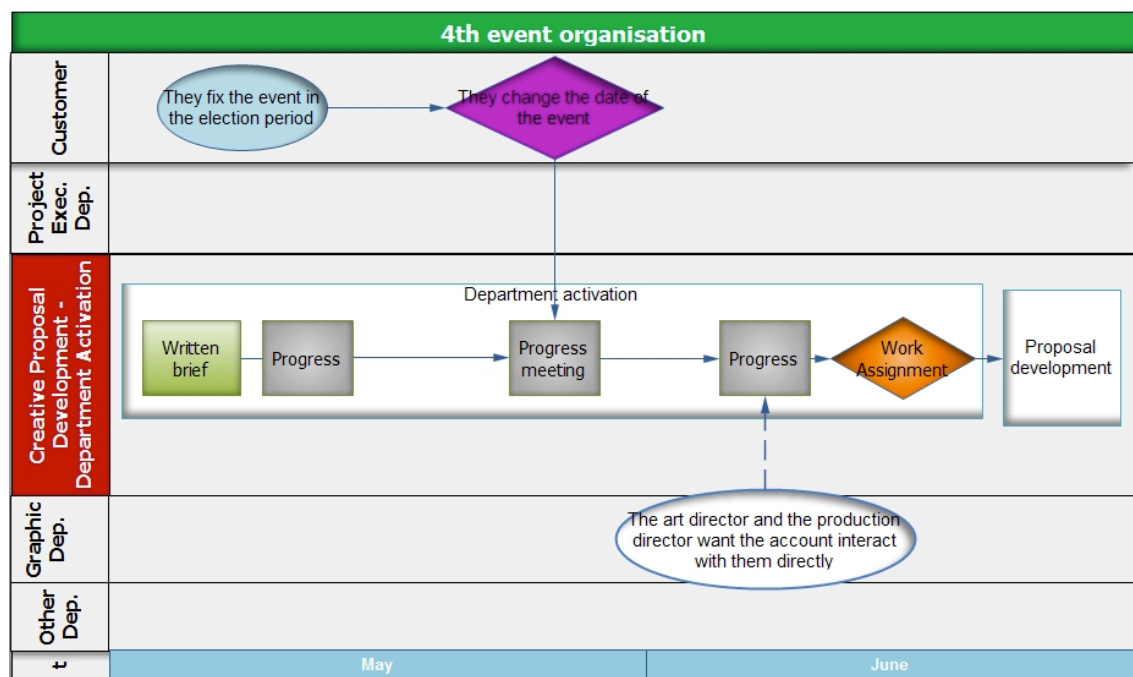 4th event organisation
Customer
They fix the event in
the election period
They change the date of
the event
Project
Exec.
Dep.
Creative Proposal
Development -
Department Activation
Department activation
Written
brief
Progress
Progress
meeting
Progress
Work
Assignment
Proposal
development
Graphic
Dep.
The art director and the production
director want the account interact
with them directly
Other
Dep.
t
May
June